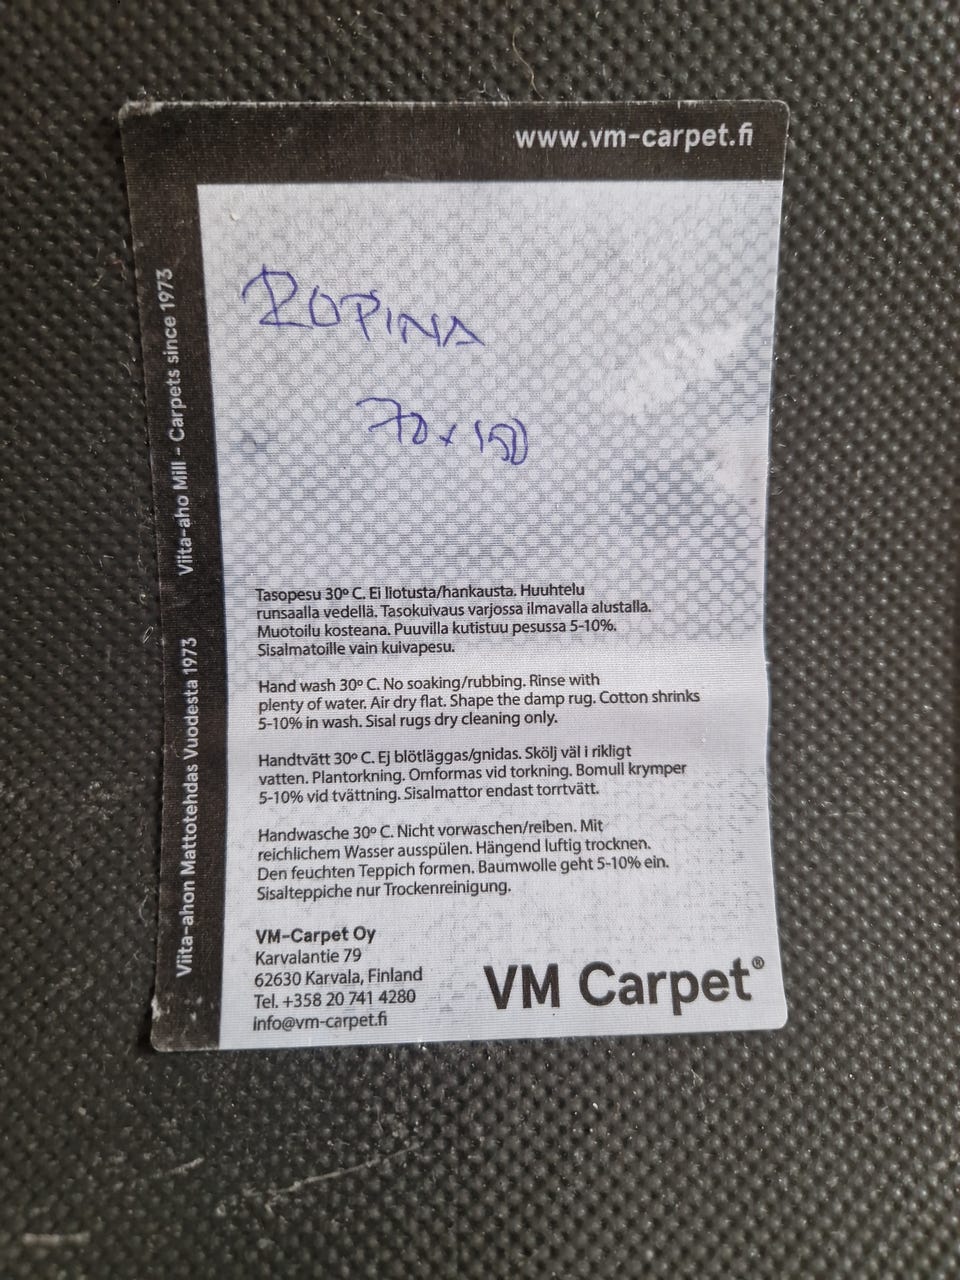 www.vm-carpet.fi
Viita-ahon Mattotehdas Vuodesta 1973 Viita-aho Mill - Carpets since 1973
ROPINA
70x150
Tasopesu 30º C. Ei liotusta/hankausta. Huuhtelu
runsaalla vedellä. Tasokuivaus varjossa ilmavalla alustalla.
Muotoilu kosteana. Puuvilla kutistuu pesussa 5-10%.
Sisalmatoille vain kuivapesu.
Hand wash 30º C. No soaking/rubbing. Rinse with
plenty of water. Air dry flat. Shape the damp rug. Cotton shrinks
5-10% in wash. Sisal rugs dry cleaning only.
Handtvätt 30º C. Ej blötläggas/gnidas. Skölj väl i rikligt
vatten. Plantorkning. Omformas vid torkning. Bomull krymper
5-10% vid tvättning. Sisalmattor endast torrtvätt.
Handwasche 30º C. Nicht vorwaschen/reiben. Mit
reichlichem Wasser ausspülen. Hängend luftig trocknen.
Den feuchten Teppich formen. Baumwolle geht 5-10% ein.
Sisalteppiche nur Trockenreinigung.
VM-Carpet Oy
Karvalantie 79
62630 Karvala, Finland
Tel. +358 20 741 4280
info@vm-carpet.fi
VM Carpet®